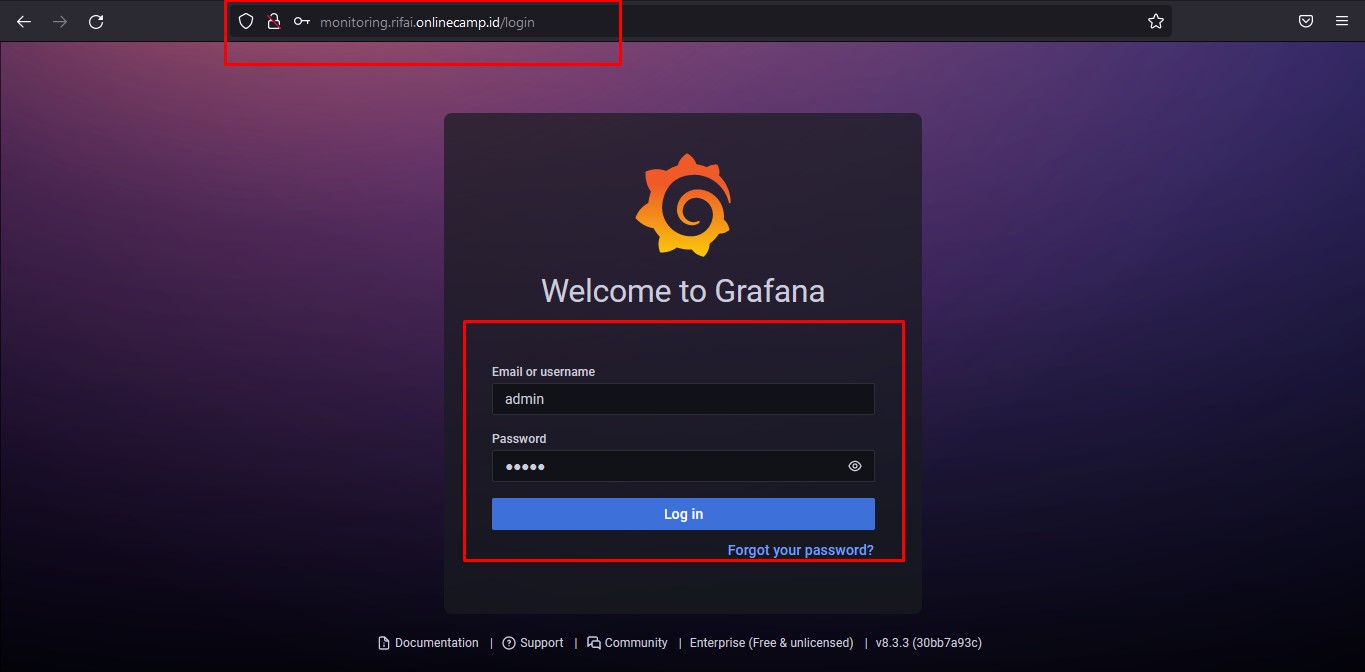 monitoring.rifai.onlinecamp.id/login
Welcome to Grafana
Email or username
admin
Password
●●●●●
Log in
Forgot your password?
Documentation | Support | Community | Enterprise (Free & unlicensed) | v8.3.3 (30bb7a93c)